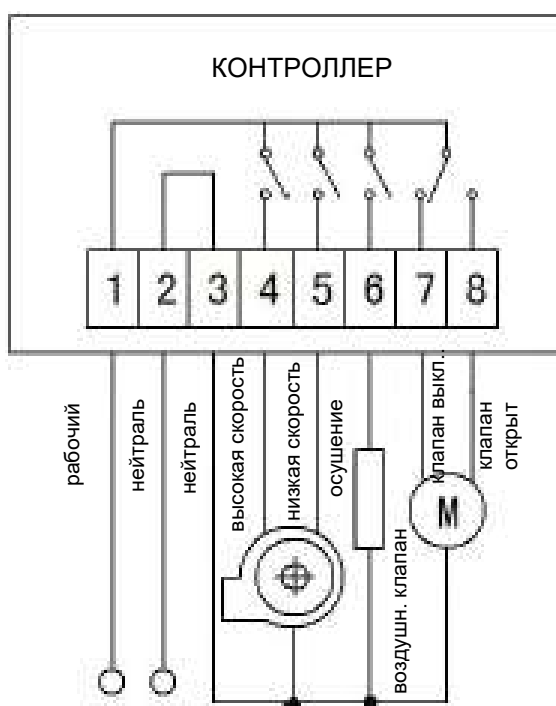 КОНТРОЛЛЕР
1 2 3 4 5 6 7 8
рабочий
нейтраль
нейтраль
высокая скорость
низкая скорость
осушение
воздушн. клапан
клапан выкл.
клапан
открыт
M